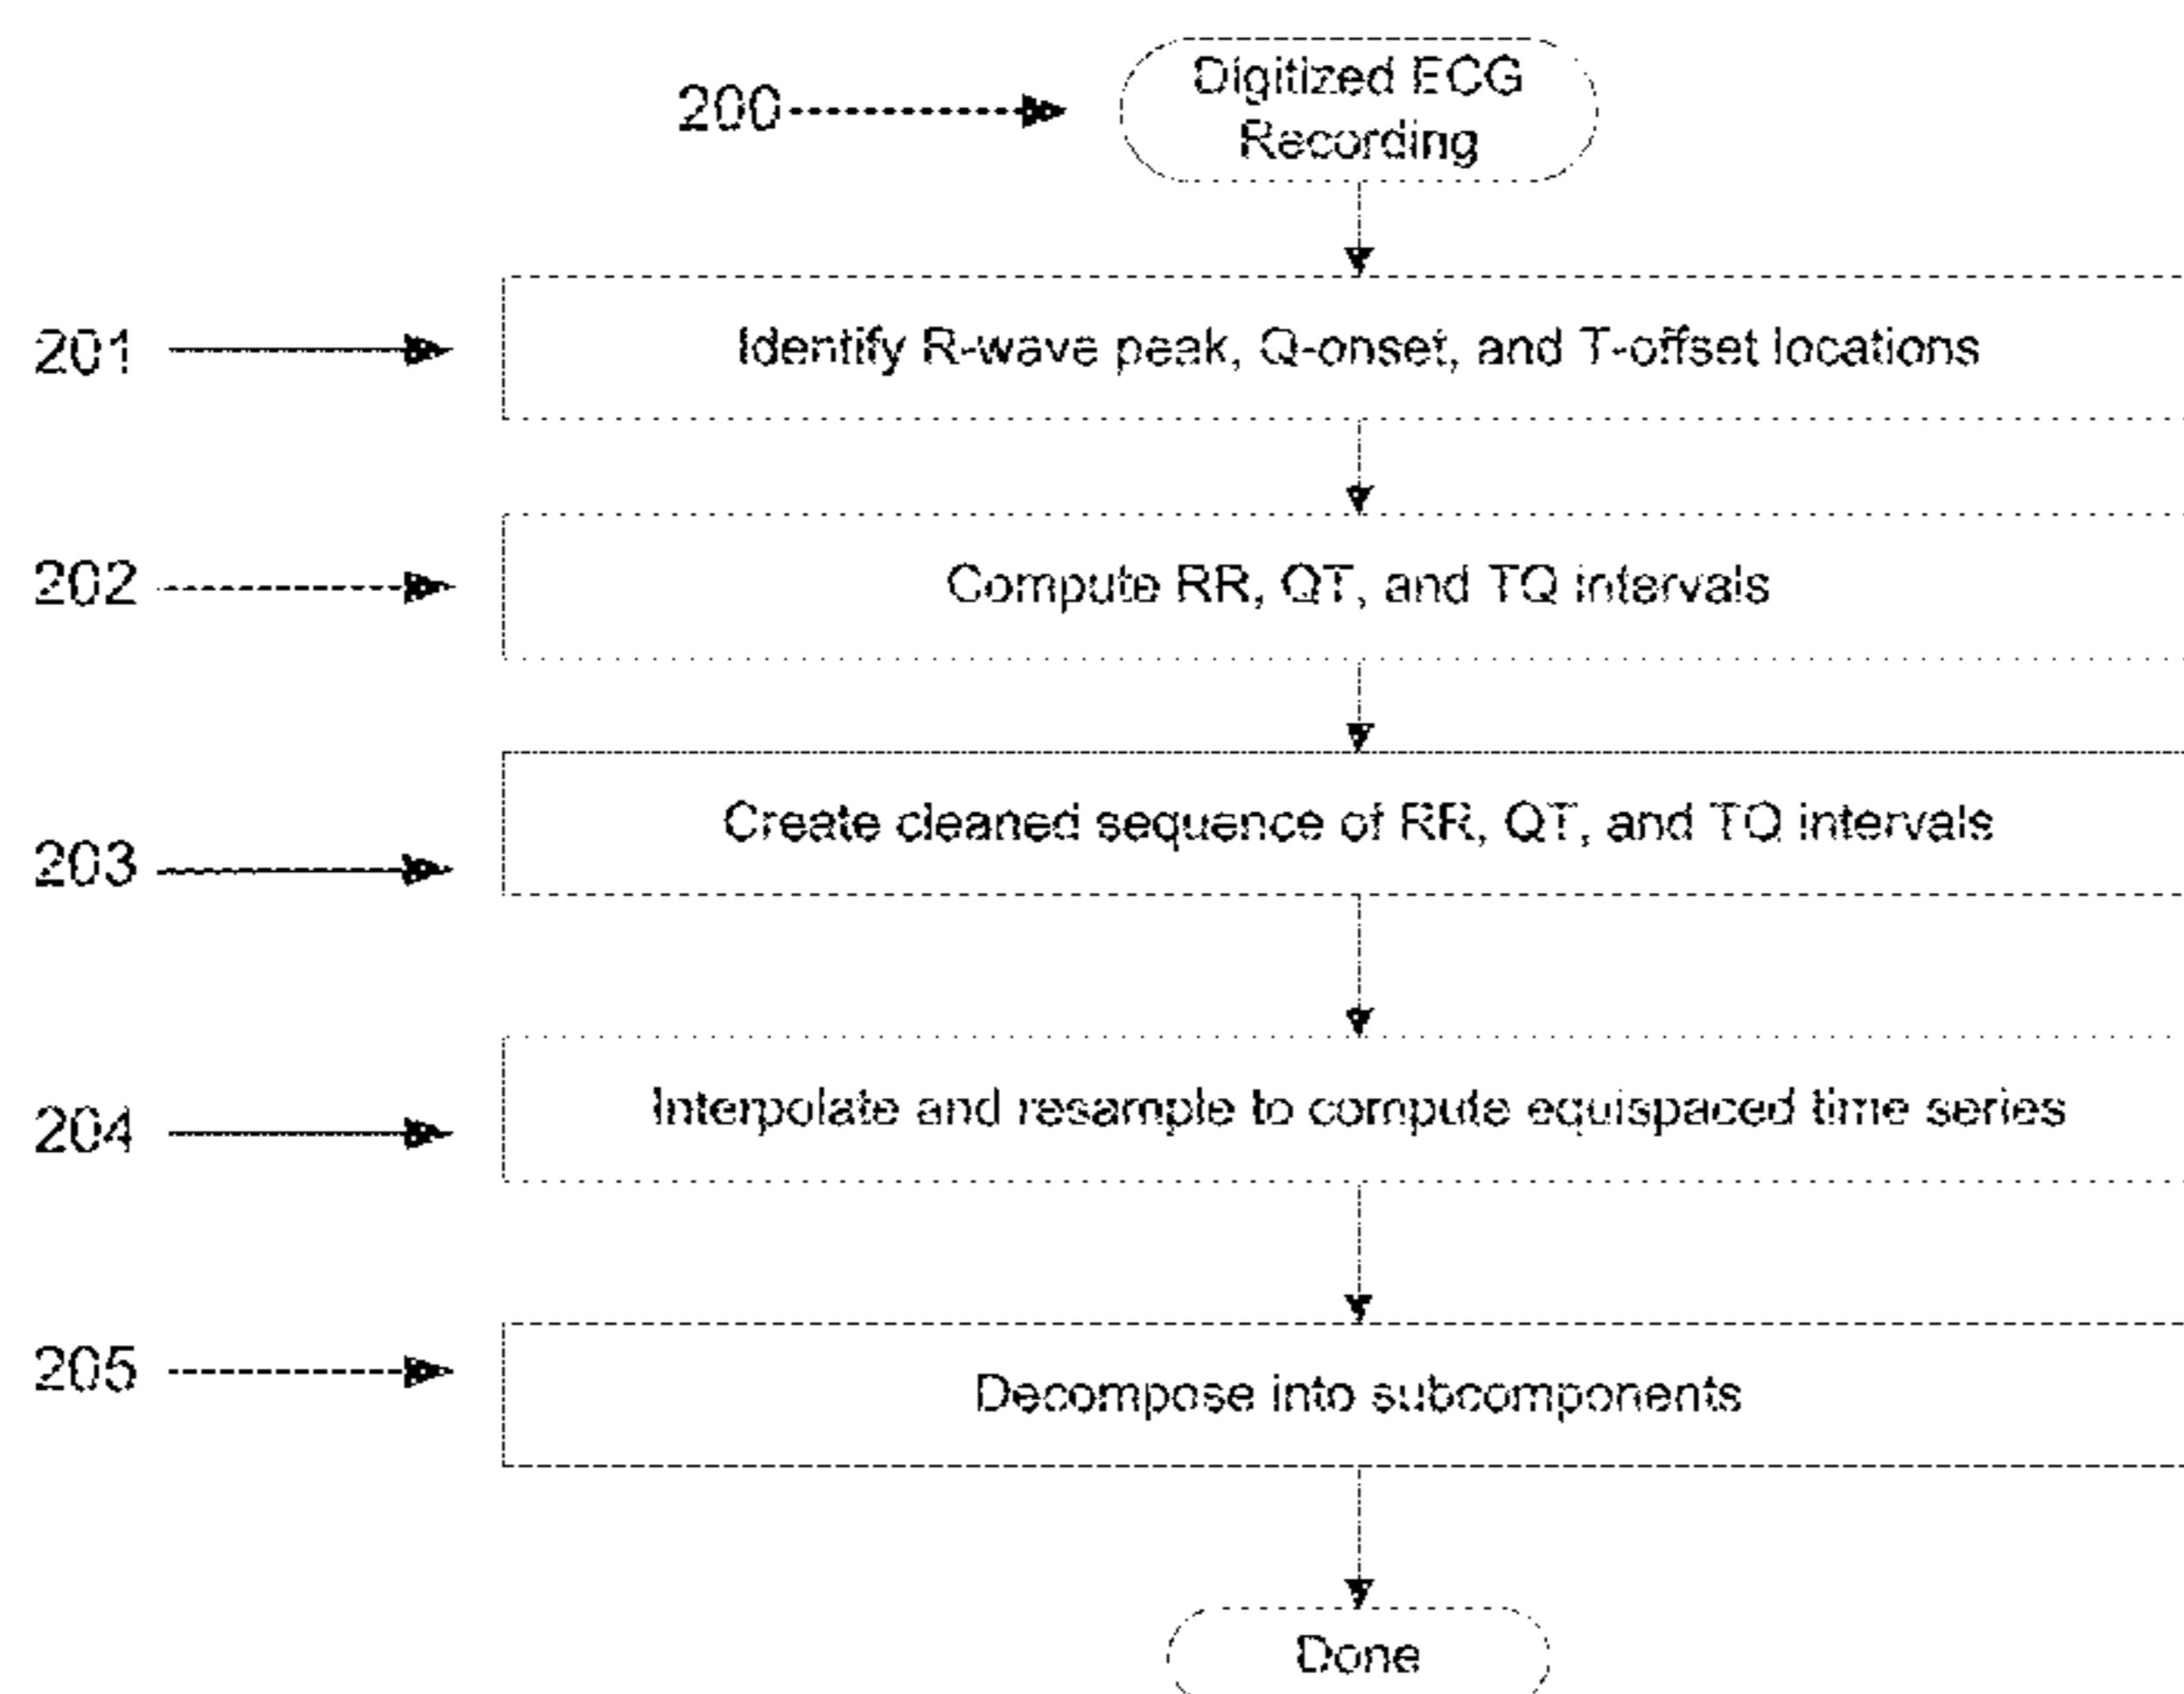 200
Digitized ECG
Recording
201
Identify R-wave peak, Q-onset, and T-offset locations
202
Compute RR, QT, and TQ intervals
203
Create cleaned sequence of RR, QT, and TQ intervals
204
Interpolate and resample to compute equispaced time series
205
Decompose into subcomponents
Done